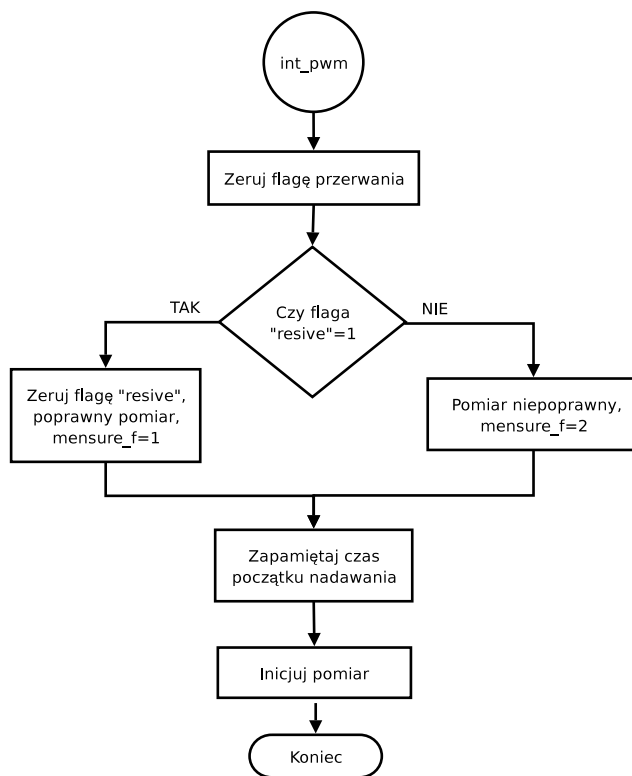 int_pwm
Zeruj flagę przerwania
TAK
Czy flaga
"resive"=1
NIE
Zeruj flagę "resive",
poprawny pomiar,
mensure_f=1
Pomiar niepoprawny,
mensure_f=2
Zapamiętaj czas
początku nadawania
Inicjuj pomiar
Koniec